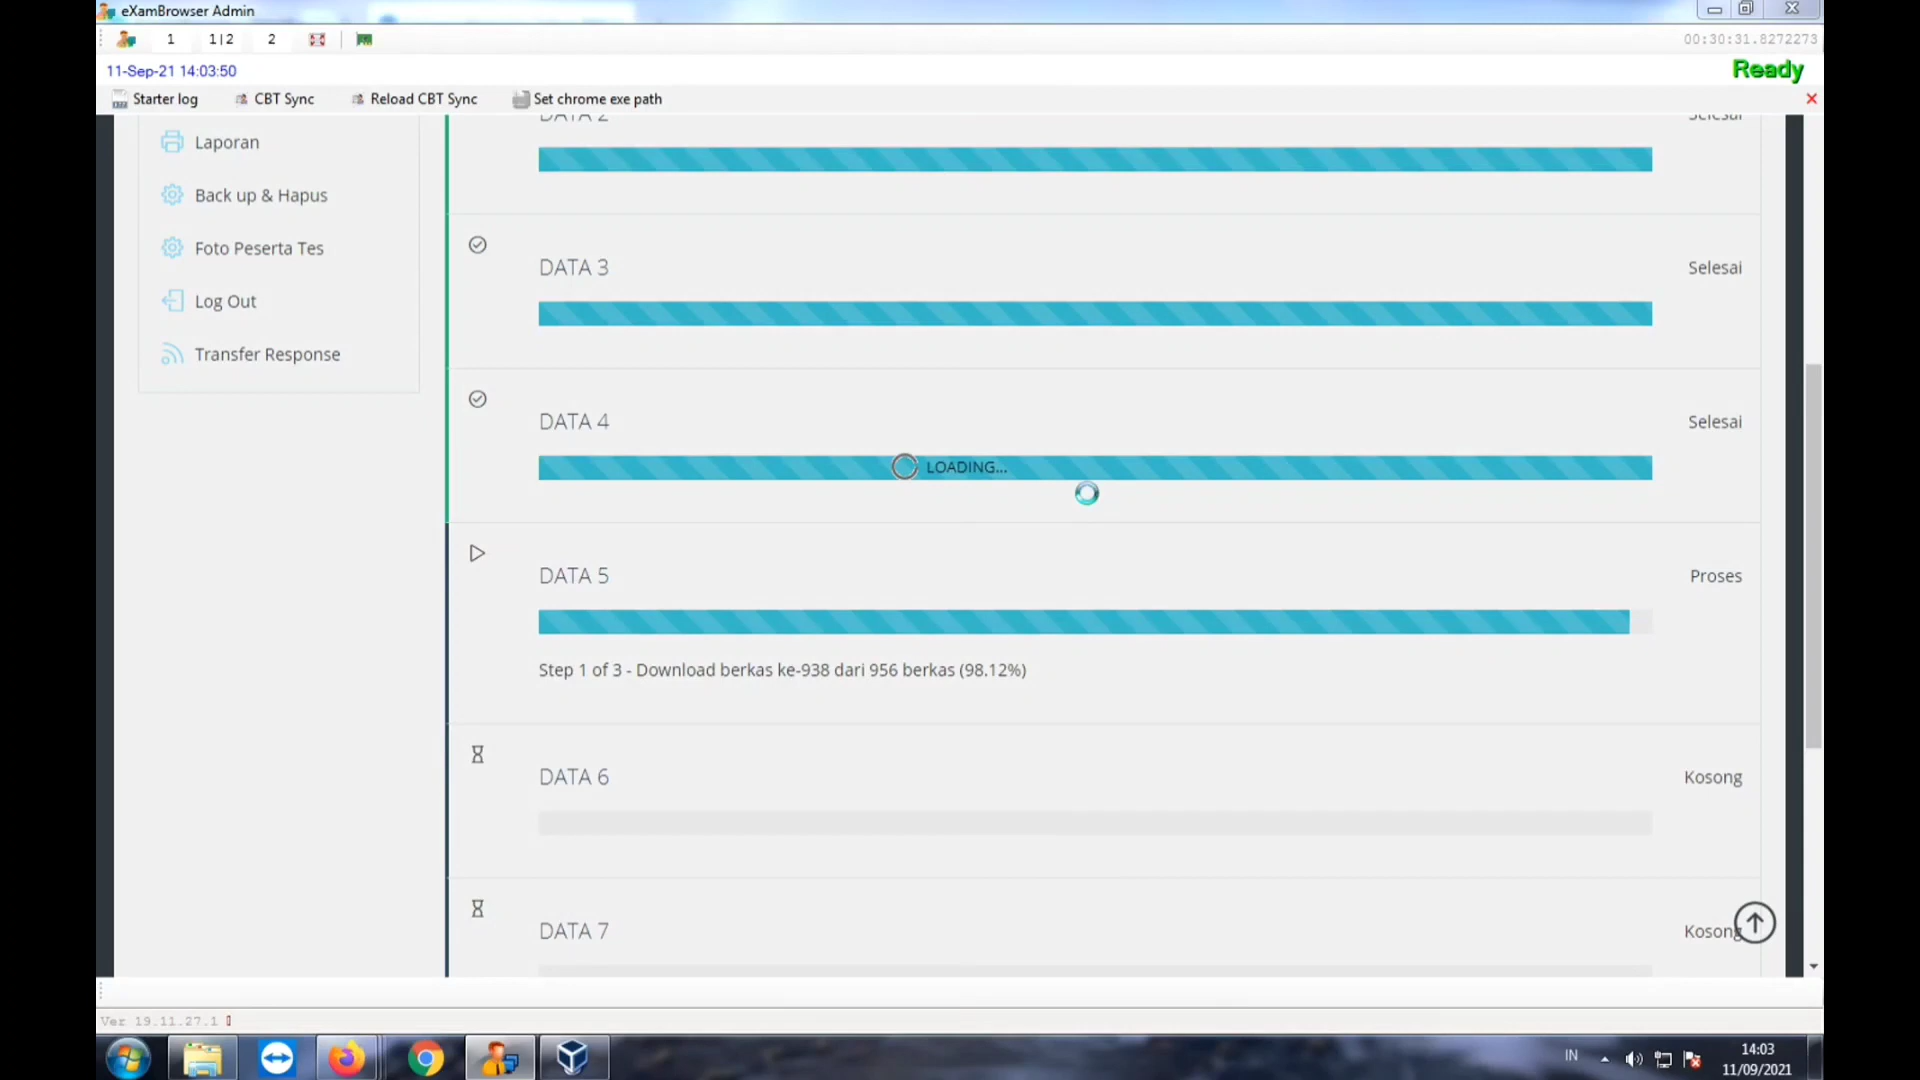 eXamBrowser Admin
1 1|2 2 00:30:31.8272273
11-Sep-21 14:03:50 Ready
Starter log CBT Sync Reload CBT Sync Set chrome exe path
DATA 2 Selesai
Laporan
Back up & Hapus
Foto Peserta Tes
Log Out
Transfer Response
DATA 3 Selesai
DATA 4 Selesai
LOADING...
DATA 5 Proses
Step 1 of 3 - Download berkas ke-938 dari 956 berkas (98.12%)
DATA 6 Kosong
DATA 7 Kosong
Ver 19.11.27.1
IN 14:03
11/09/2021